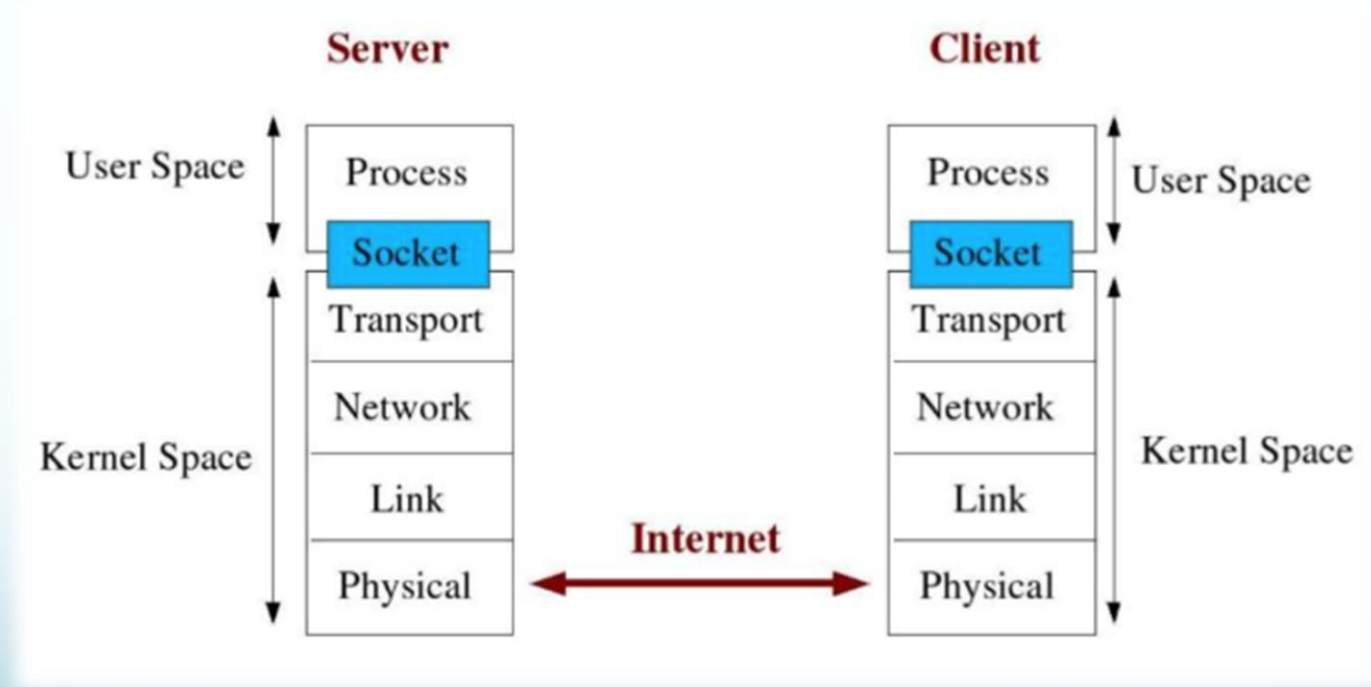 Server
Client
User Space
Process
Process
User Space
Socket
Socket
Transport
Transport
Network
Network
Kernel Space
Kernel Space
Link
Link
Internet
Physical
Physical